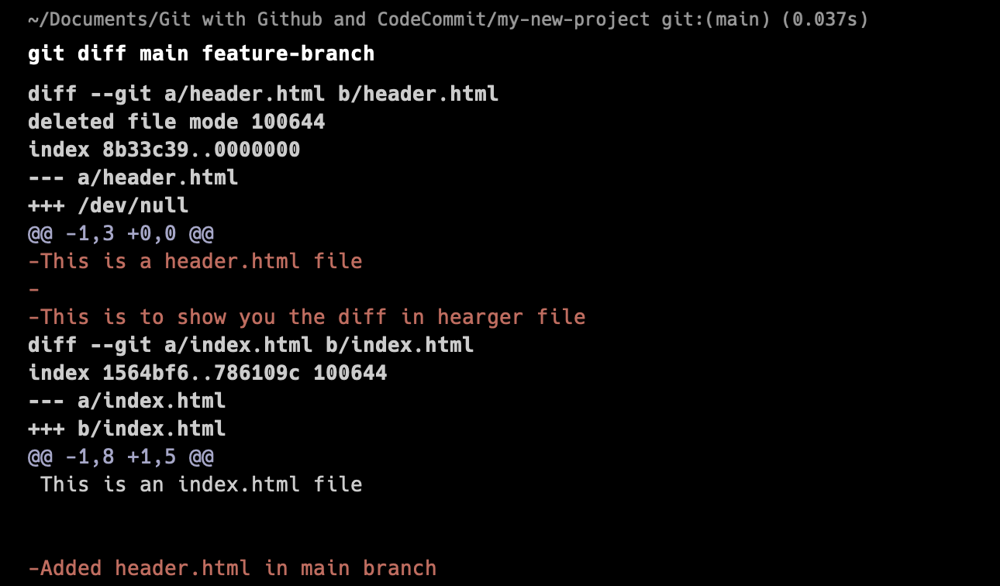 ~/Documents/Git with Github and CodeCommit/my-new-project git:(main) (0.037s)
git diff main feature-branch
diff --git a/header.html b/header.html
deleted file mode 100644
index 8b33c39..0000000
--- a/header.html
+++ /dev/null
@@ -1,3 +0,0 @@
-This is a header.html file
-
-This is to show you the diff in hearger file
diff --git a/index.html b/index.html
index 1564bf6..786109c 100644
--- a/index.html
+++ b/index.html
@@ -1,8 +1,5 @@
 This is an index.html file
-Added header.html in main branch